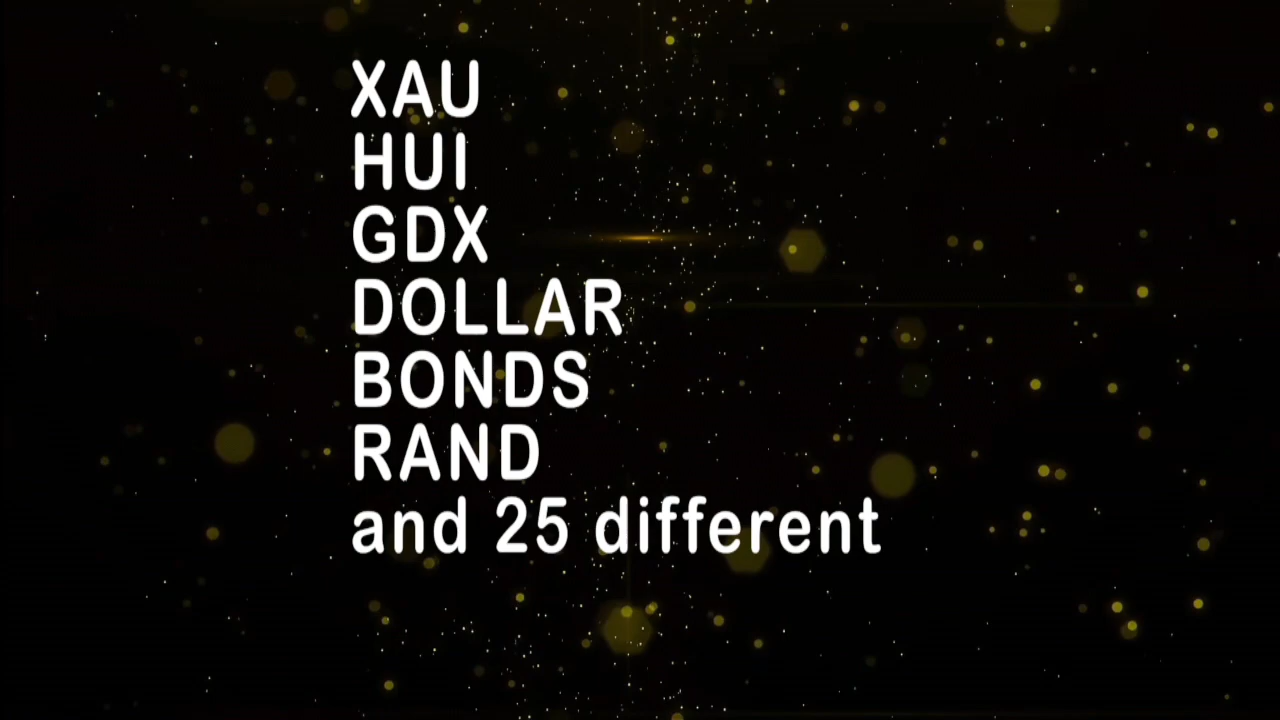 XAU
HUI
GDX
DOLLAR
BONDS
RAND
and 25 different